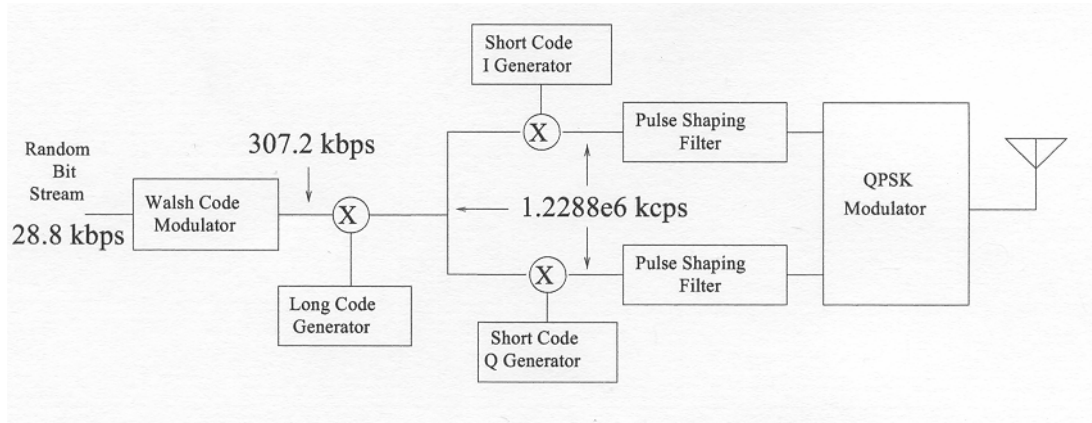 Short Code
I Generator
X
Pulse Shaping
Filter
Random
Bit
Stream
28.8 kbps
307.2 kbps
Walsh Code
Modulator
X
1.2288e6 kcps
QPSK
Modulator
Long Code
Generator
X
Pulse Shaping
Filter
Short Code
Q Generator